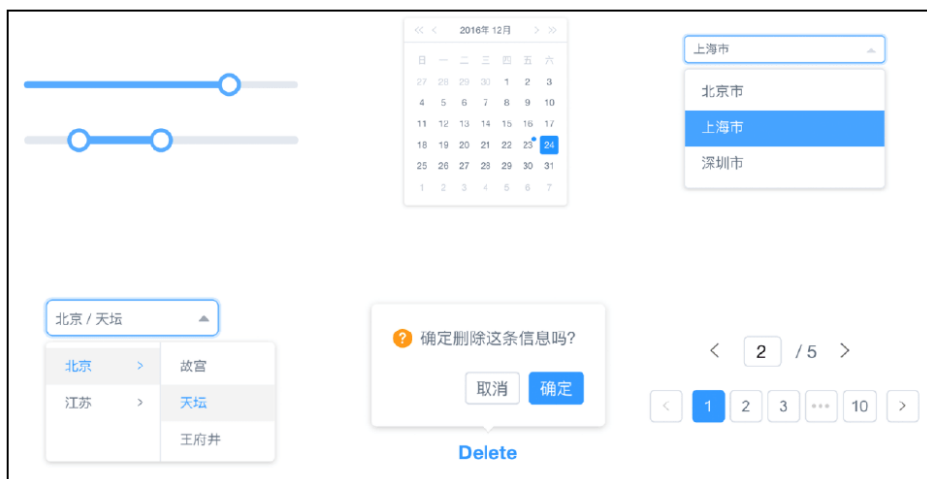 << < 2016年 12月 > >>
日 一 二 三 四 五 六
27 28 29 30 1 2 3
4 5 6 7 8 9 10
11 12 13 14 15 16 17
18 19 20 21 22 23 24
25 26 27 28 29 30 31
1 2 3 4 5 6 7
上海市
北京市
上海市
深圳市
北京 / 天坛
北京 > 故宫
江苏 > 天坛
王府井
? 确定删除这条信息吗?
取消 确定
Delete
< 2 / 5 >
< 1 2 3 ••• 10 >